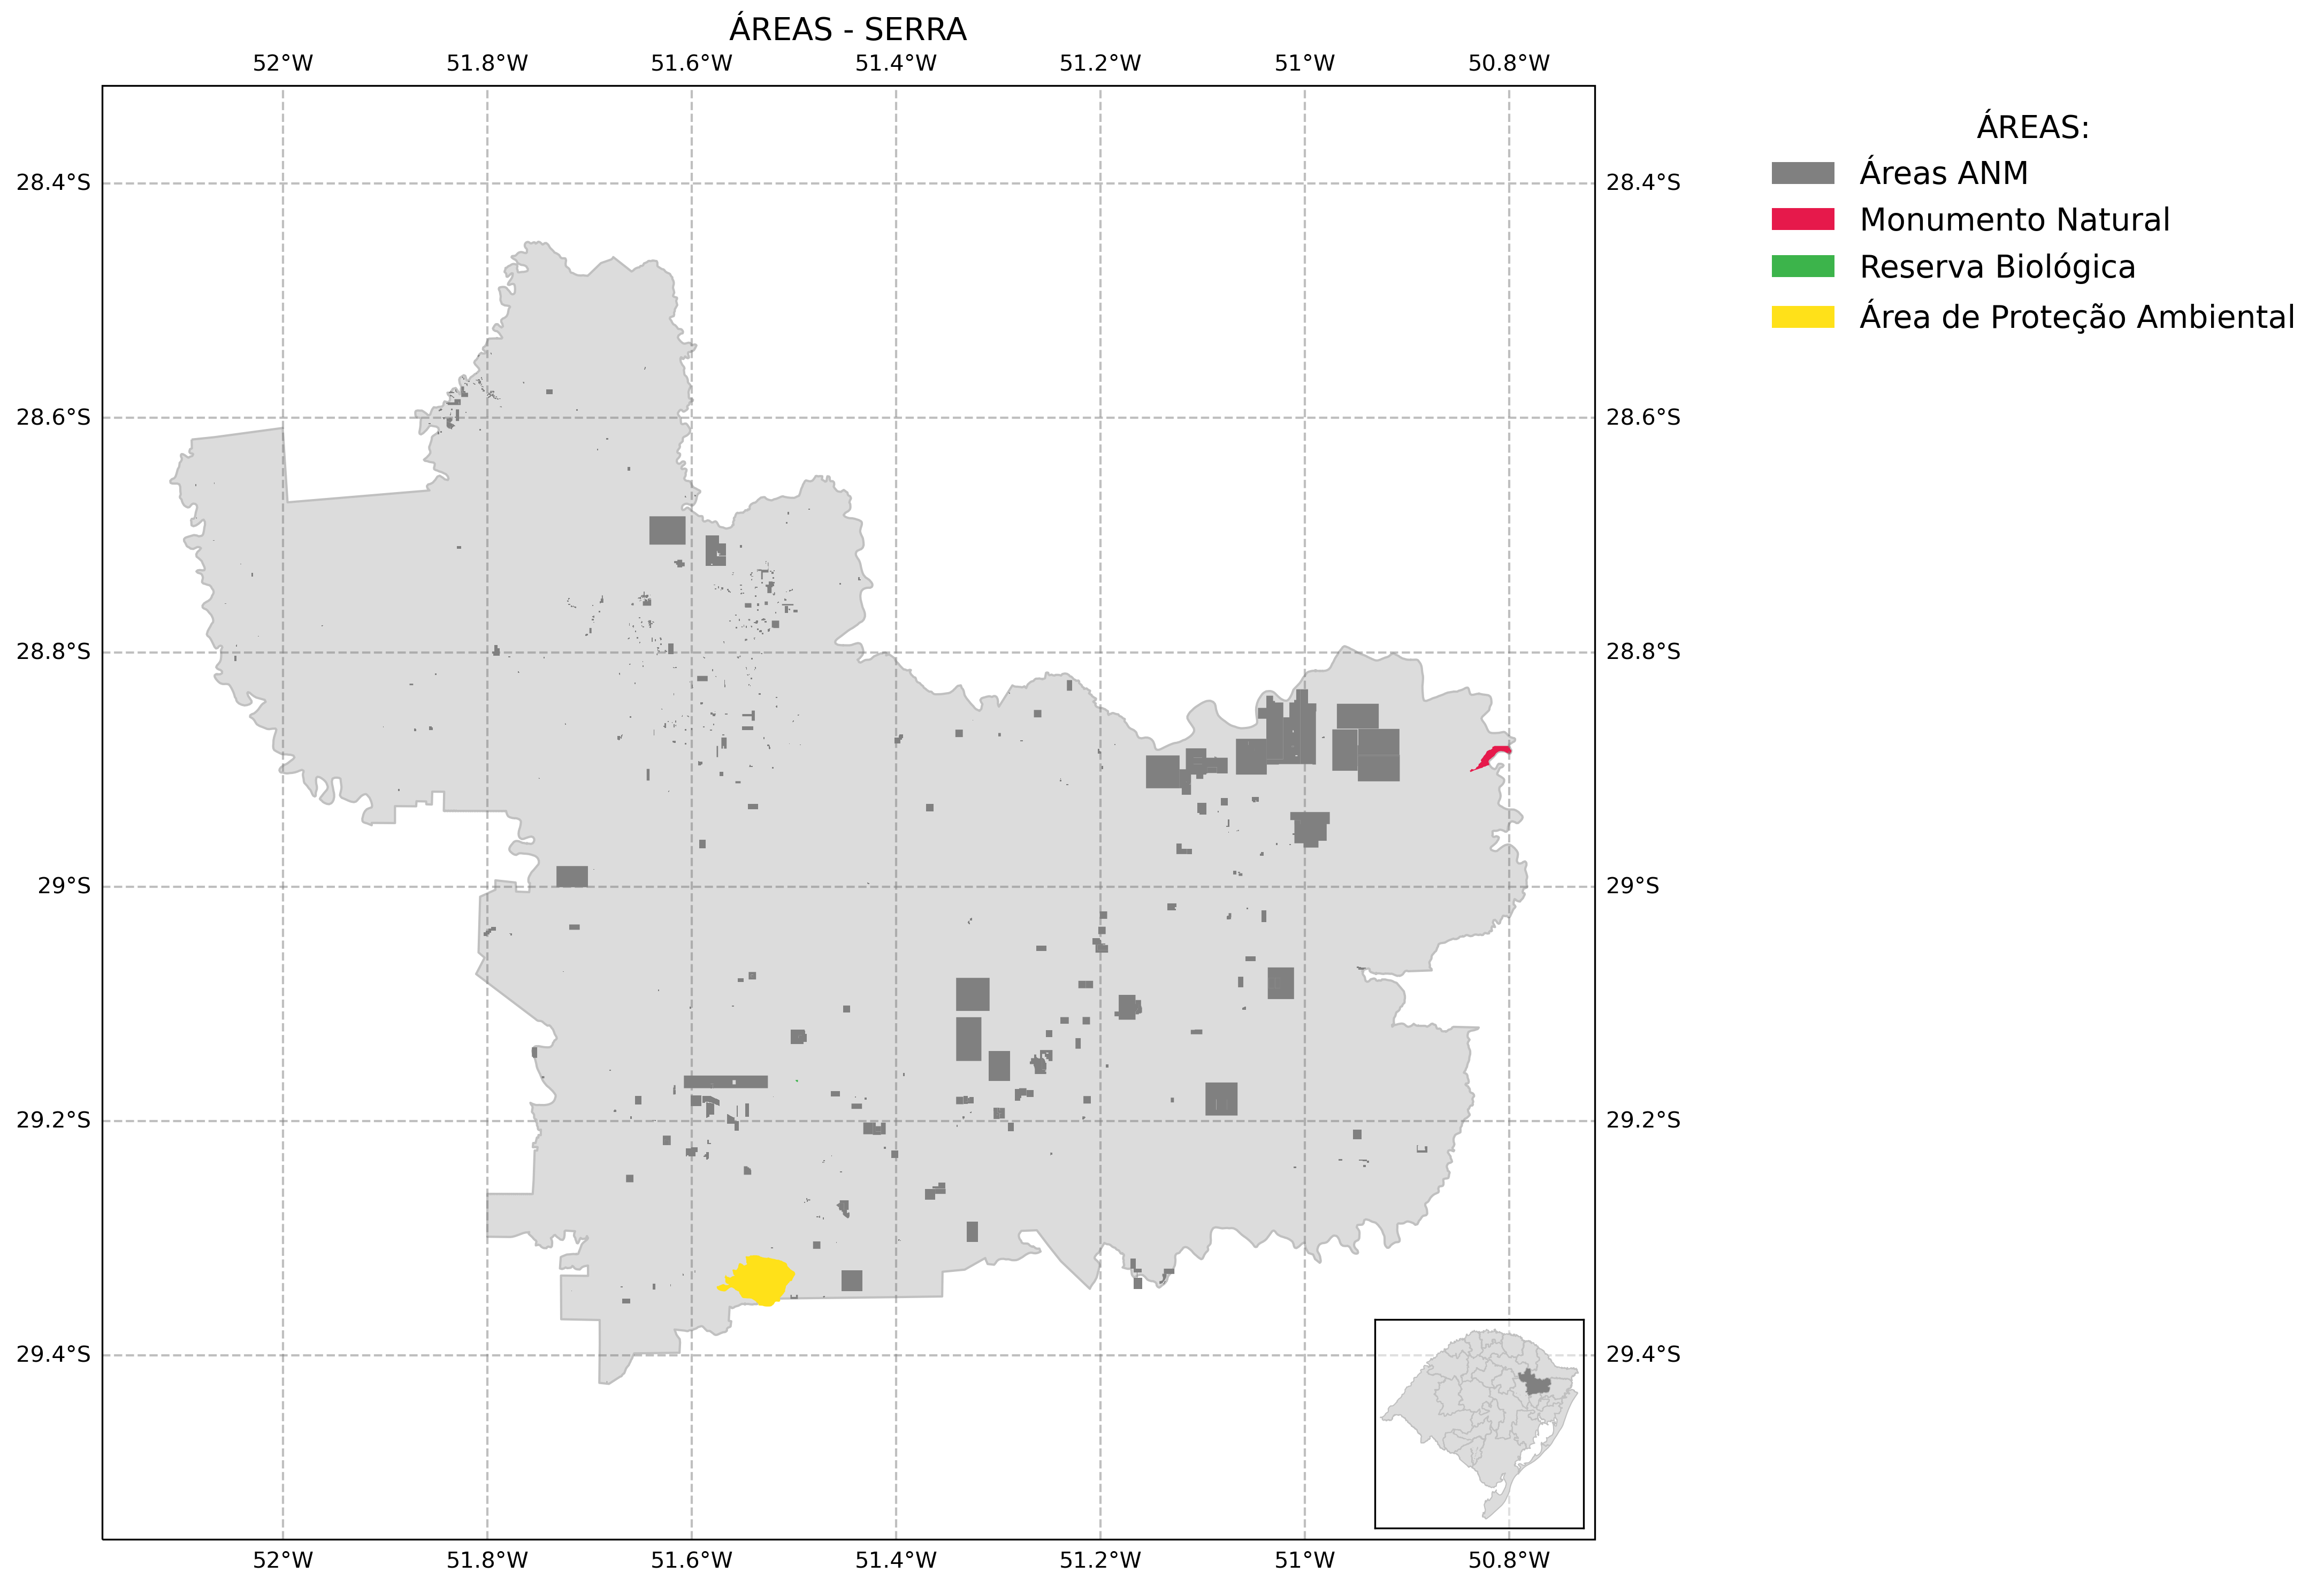 ÁREAS - SERRA
52°W 51.8°W 51.6°W 51.4°W 51.2°W 51°W 50.8°W
ÁREAS:
Áreas ANM
Monumento Natural
Reserva Biológica
Área de Proteção Ambiental
28.4°S 28.4°S
28.6°S 28.6°S
28.8°S 28.8°S
29°S 29°S
29.2°S 29.2°S
29.4°S 29.4°S
52°W 51.8°W 51.6°W 51.4°W 51.2°W 51°W 50.8°W